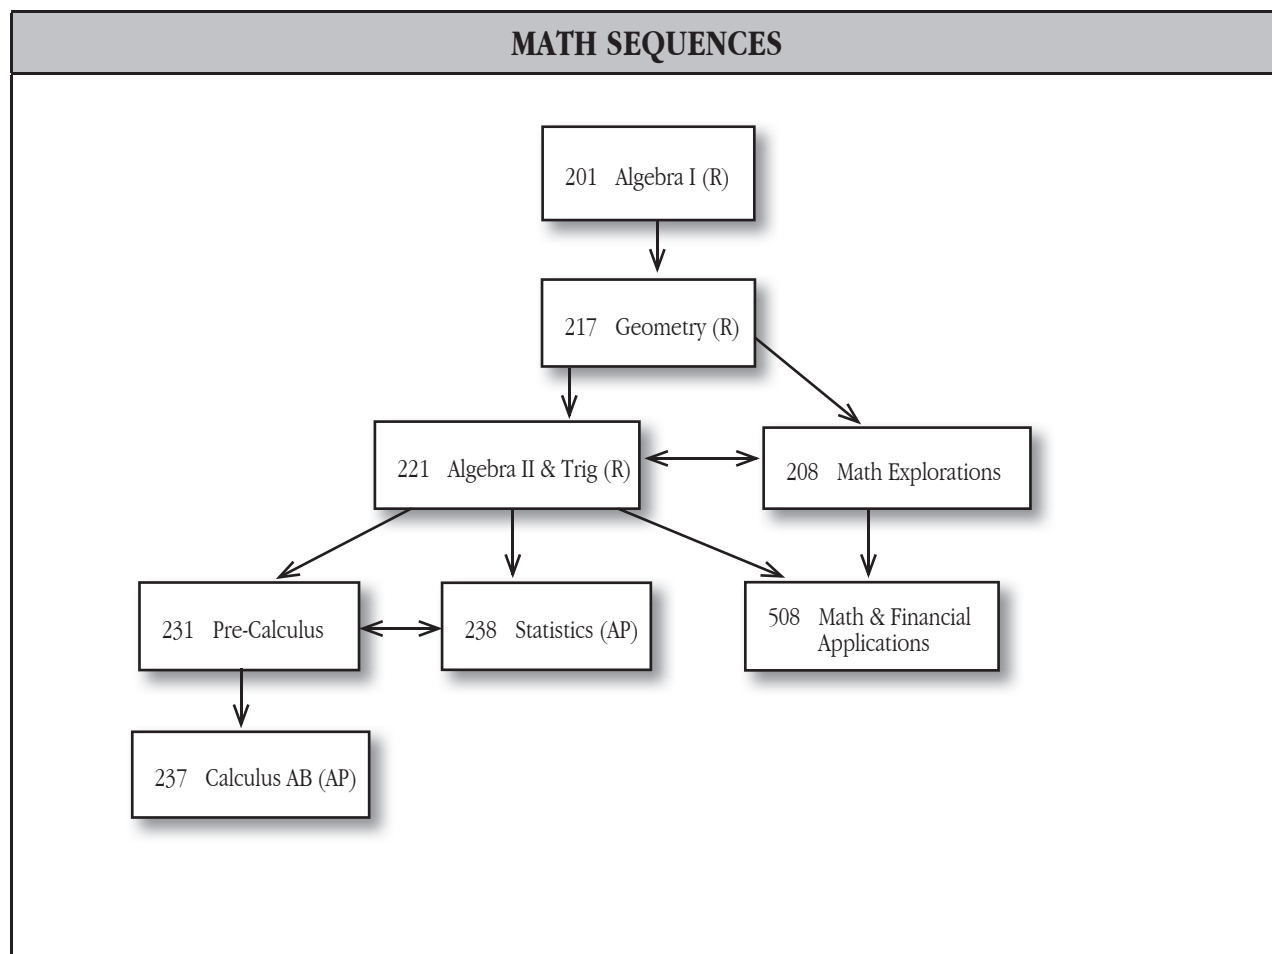 MATH SEQUENCES
201 Algebra I (R)
217 Geometry (R)
221 Algebra II & Trig (R)
208 Math Explorations
231 Pre-Calculus
238 Statistics (AP)
508 Math & Financial
Applications
237 Calculus AB (AP)